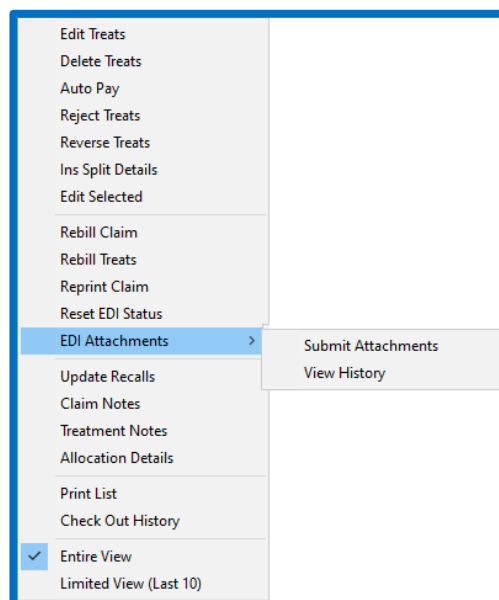 Edit Treats
Delete Treats
Auto Pay
Reject Treats
Reverse Treats
Ins Split Details
Edit Selected
Rebill Claim
Rebill Treats
Reprint Claim
Reset EDI Status
EDI Attachments
Submit Attachments
View History
Update Recalls
Claim Notes
Treatment Notes
Allocation Details
Print List
Check Out History
Entire View
Limited View (Last 10)